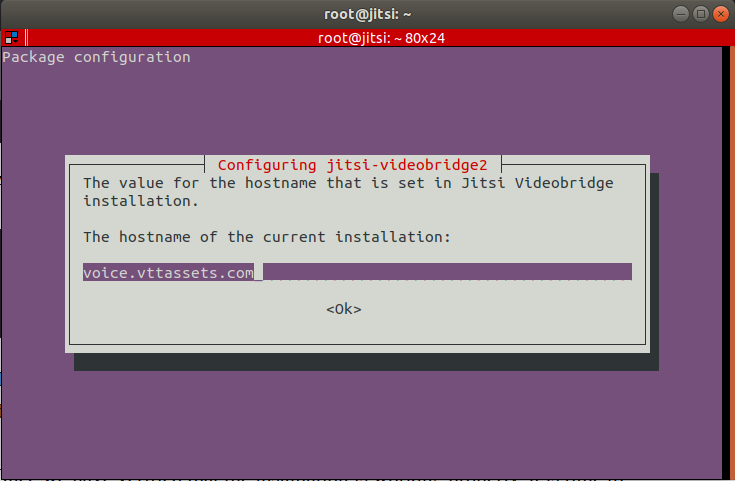 root@jitsi: ~
root@jitsi: ~ 80x24
Package configuration
Configuring jitsi-videobridge2
The value for the hostname that is set in Jitsi Videobridge
installation.
The hostname of the current installation:
voice.vttassets.com_
<Ok>